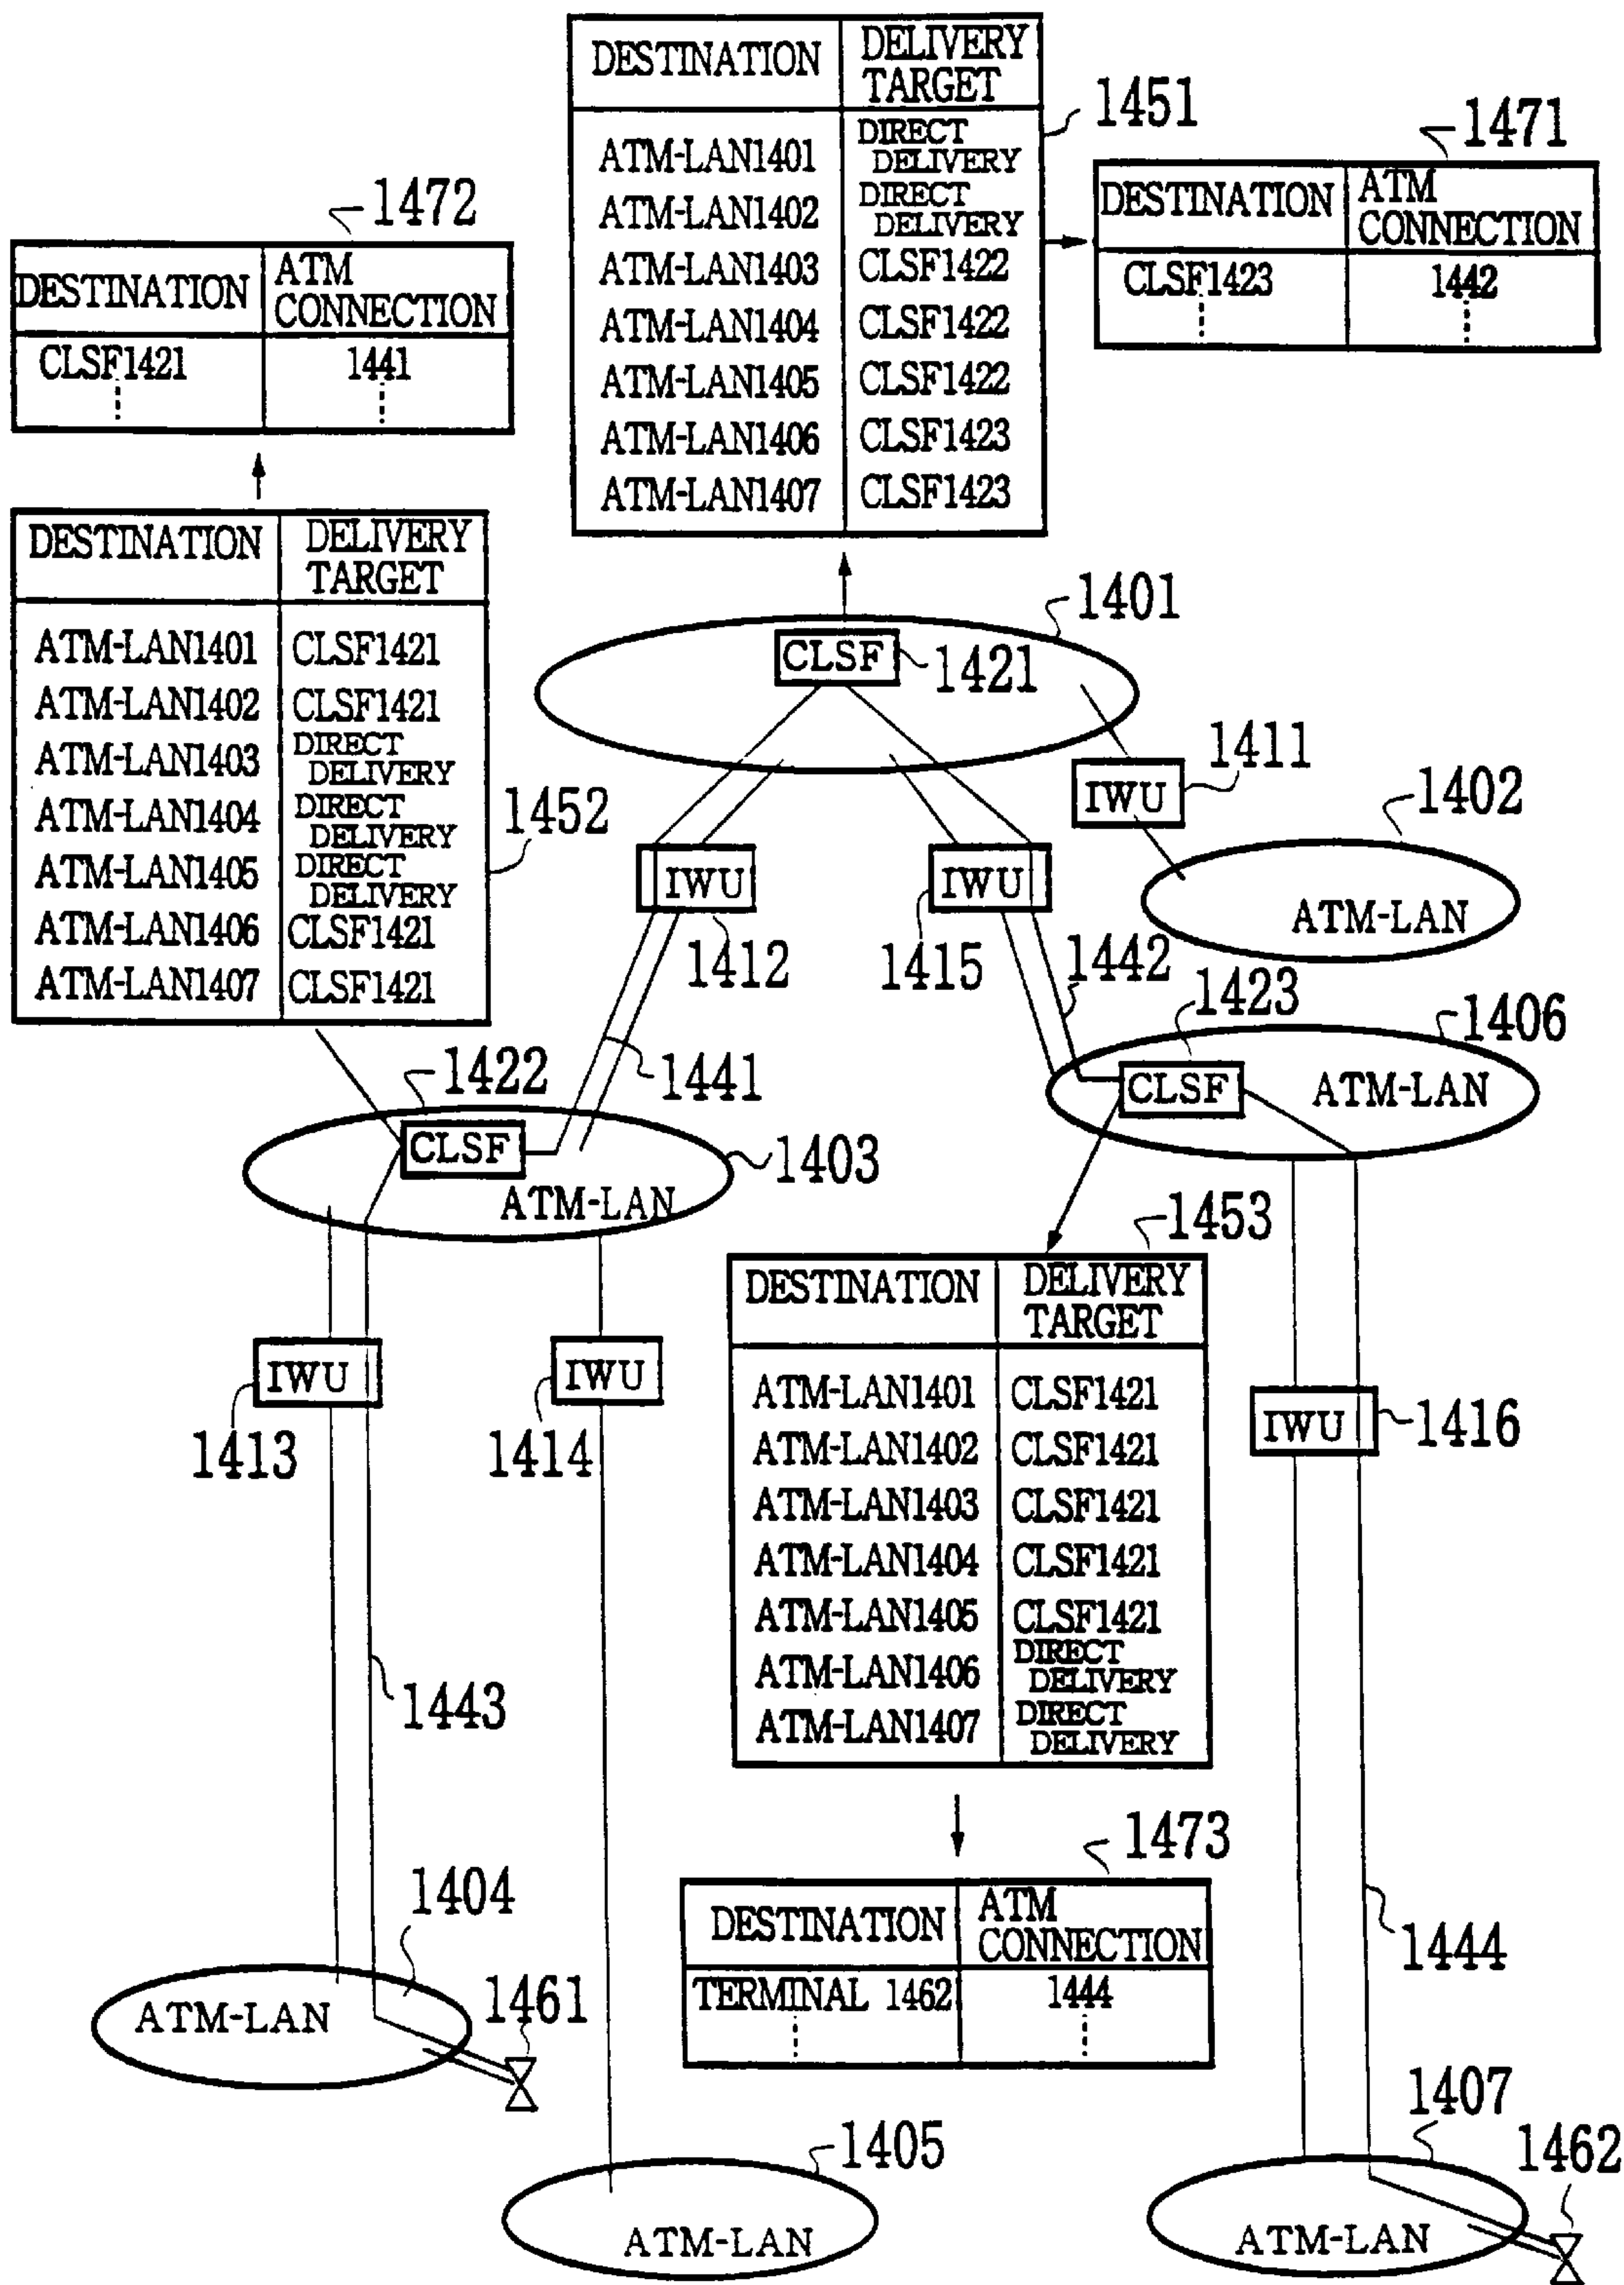 DESTINATION DELIVERY TARGET
ATM-LAN1401 DIRECT DELIVERY
ATM-LAN1402 DIRECT DELIVERY
ATM-LAN1403 CLSF1422
ATM-LAN1404 CLSF1422
ATM-LAN1405 CLSF1422
ATM-LAN1406 CLSF1423
ATM-LAN1407 CLSF1423
1451
1471
DESTINATION ATM CONNECTION
CLSF1423 1442
1472
DESTINATION ATM CONNECTION
CLSF1421 1441
DESTINATION DELIVERY TARGET
ATM-LAN1401 CLSF1421
ATM-LAN1402 CLSF1421
ATM-LAN1403 DIRECT DELIVERY
ATM-LAN1404 DIRECT DELIVERY
ATM-LAN1405 DIRECT DELIVERY
ATM-LAN1406 CLSF1421
ATM-LAN1407 CLSF1421
1452
1401
CLSF
1421
1411
IWU
1402
ATM-LAN
IWU
1412
IWU
1415
1442
1423
1406
CLSF
ATM-LAN
1422
1441
CLSF
1403
ATM-LAN
IWU
1413
IWU
1414
1453
DESTINATION DELIVERY TARGET
ATM-LAN1401 CLSF1421
ATM-LAN1402 CLSF1421
ATM-LAN1403 CLSF1421
ATM-LAN1404 CLSF1421
ATM-LAN1405 CLSF1421
ATM-LAN1406 DIRECT DELIVERY
ATM-LAN1407 DIRECT DELIVERY
IWU
1416
1443
1473
DESTINATION ATM CONNECTION
TERMINAL 1462 1444
1444
1404
ATM-LAN
1461
1405
ATM-LAN
1407
ATM-LAN
1462